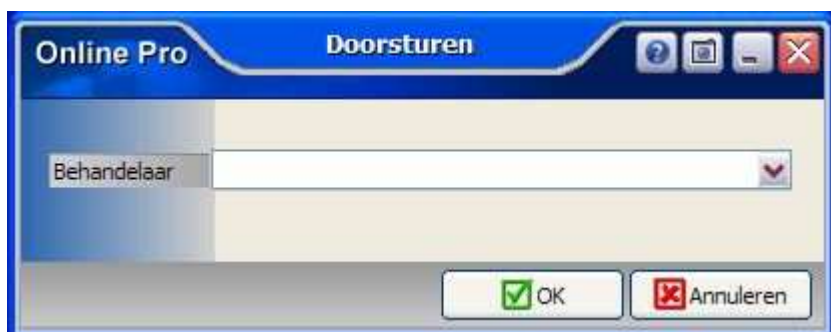 Online Pro
Doorsturen
Behandelaar
OK
Annuleren